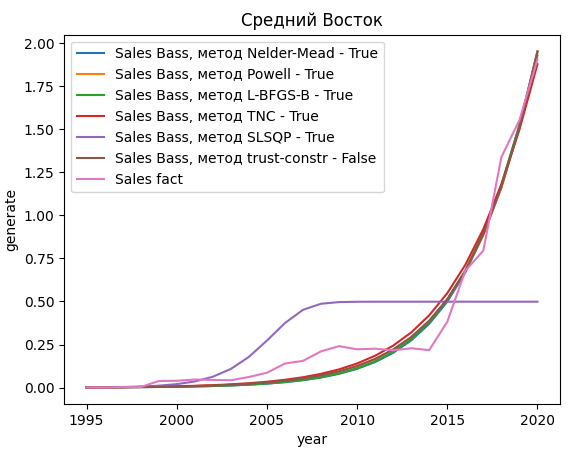 Средний Восток
Sales Bass, метод Nelder-Mead - True
Sales Bass, метод Powell - True
Sales Bass, метод L-BFGS-B - True
Sales Bass, метод TNC - True
Sales Bass, метод SLSQP - True
Sales Bass, метод trust-constr - False
Sales fact
2.00
1.75
1.50
1.25
1.00
0.75
0.50
0.25
0.00
generate
1995
2000
2005
2010
2015
2020
year